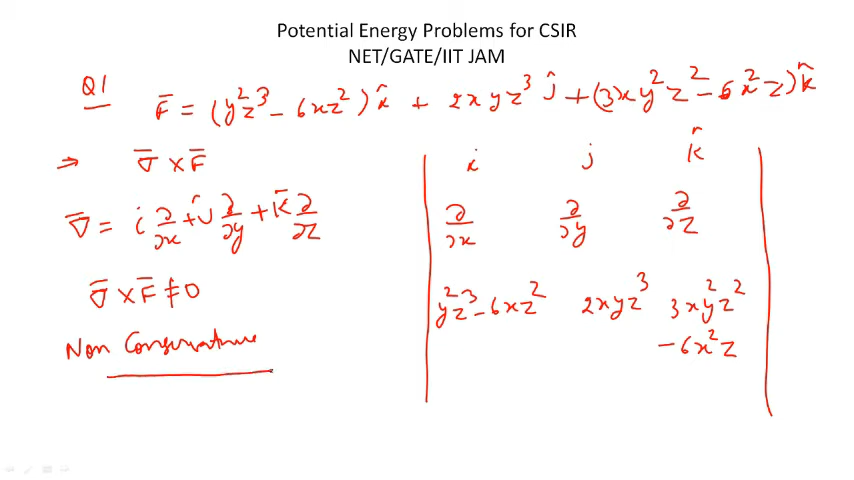 Potential Energy Problems for CSIR
NET/GATE/IIT JAM
Q1
F̄ = (y²z³ - 6xz²) î + 2xyz³ ĵ + (3xy²z² - 6x²z) k̂
⇒ ∇̄ × F̄
∇̄ = i ∂/∂x + ĵ ∂/∂y + k̄ ∂/∂z
∇̄ × F̄ ≠ 0
Non Conservative
i j k̂
∂/∂x ∂/∂y ∂/∂z
y²z³ - 6xz² 2xyz³ 3xy²z²
- 6x²z